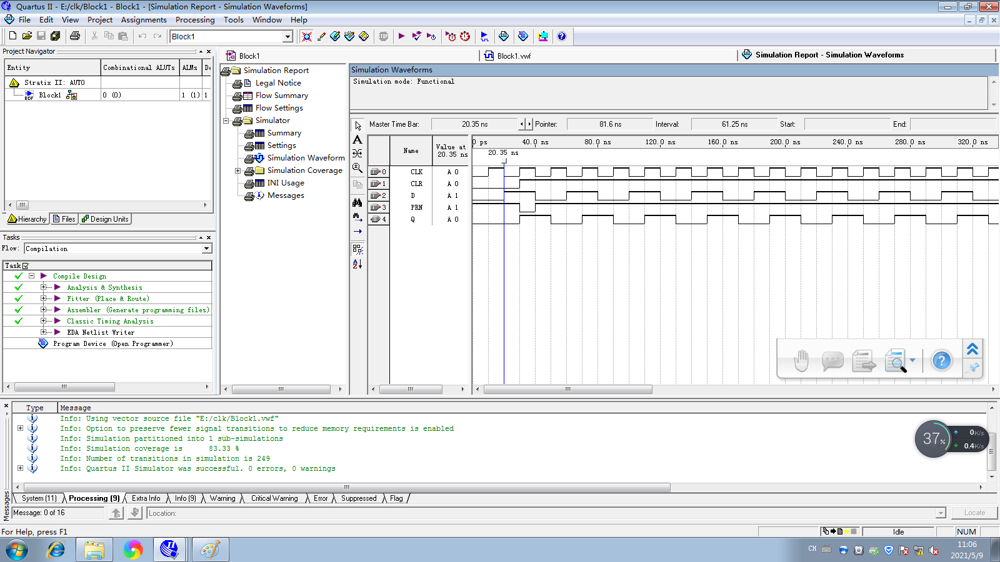 Quartus II - E:/clk/Block1 - Block1 - [Simulation Report - Simulation Waveforms]
File Edit View Project Assignments Processing Tools Window Help
Block1
Project Navigator
Entity Combinational ALUTs ALMs De
Stratix II: AUTO
Block1 0 (0) 1 (1) 1
Hierarchy Files Design Units
Tasks
Flow: Compilation
Task
Compile Design
Analysis & Synthesis
Fitter (Place & Route)
Assembler (Generate programming files)
Classic Timing Analysis
EDA Netlist Writer
Program Device (Open Programmer)
Block1 Block1.vwf Simulation Report - Simulation Waveforms
Simulation Report
Legal Notice
Flow Summary
Flow Settings
Simulator
Summary
Settings
Simulation Waveform
Simulation Coverage
INI Usage
Messages
Simulation Waveforms
Simulation mode: Functional
Master Time Bar: 20.35 ns Pointer: 81.6 ns Interval: 61.25 ns Start: End:
Name Value at 20.35 ns
0 ps 40.0 ns 80.0 ns 120.0 ns 160.0 ns 200.0 ns 240.0 ns 280.0 ns 320.0 ns
20.35 ns
0 CLK A 0
1 CLR A 0
2 D A 1
3 PRN A 1
4 Q A 0
Type Message
Info: Using vector source file "E:/clk/Block1.vwf"
Info: Option to preserve fewer signal transitions to reduce memory requirements is enabled
Info: Simulation partitioned into 1 sub-simulations
Info: Simulation coverage is 83.33 %
Info: Number of transitions in simulation is 249
Info: Quartus II Simulator was successful. 0 errors, 0 warnings
System (11) Processing (9) Extra Info Info (9) Warning Critical Warning Error Suppressed Flag
Messages
Message: 0 of 16 Location: Locate
37% 0K/s
0.4K/s
For Help, press F1 Idle NUM
CH 11:06
2021/5/9